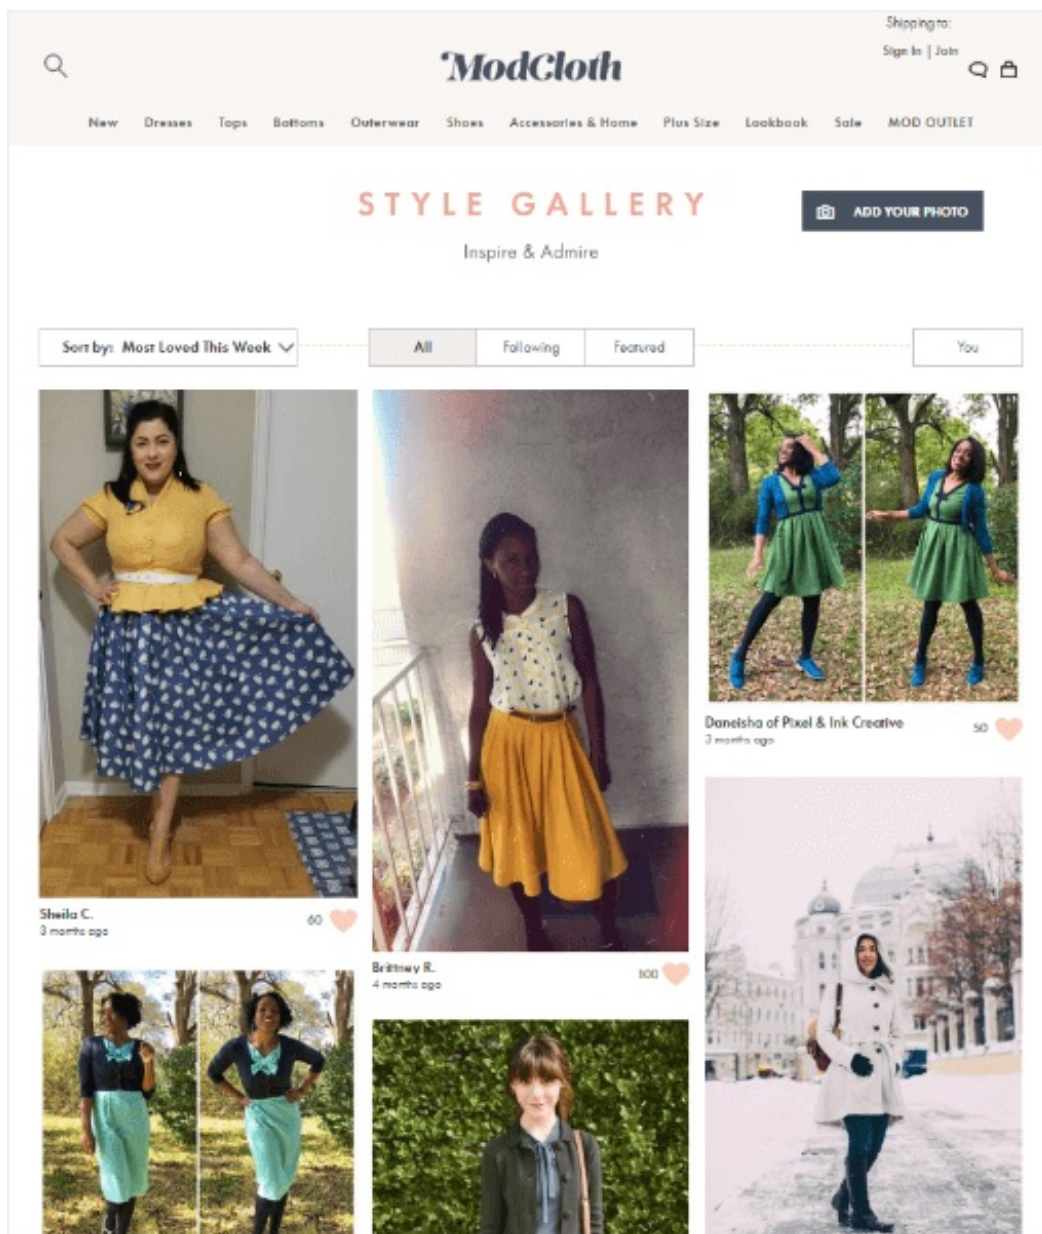 Shipping to:
Sign In | Join
ModCloth
New Dresses Tops Bottoms Outerwear Shoes Accessories & Home Plus Size Lookbook Sale MOD OUTLET
STYLE GALLERY
ADD YOUR PHOTO
Inspire & Admire
Sort by: Most Loved This Week All Following Featured You
Daneisha of Pixel & Ink Creative 50
3 months ago
Sheila C. 60
3 months ago
Brittney R. 100
4 months ago